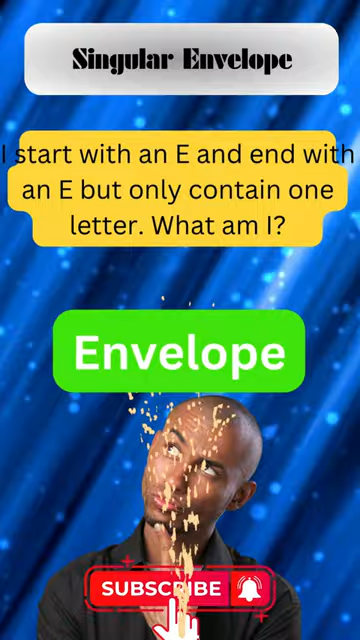 Singular Envelope
I start with an E and end with
an E but only contain one
letter. What am I?
Envelope
SUBSCRIBE